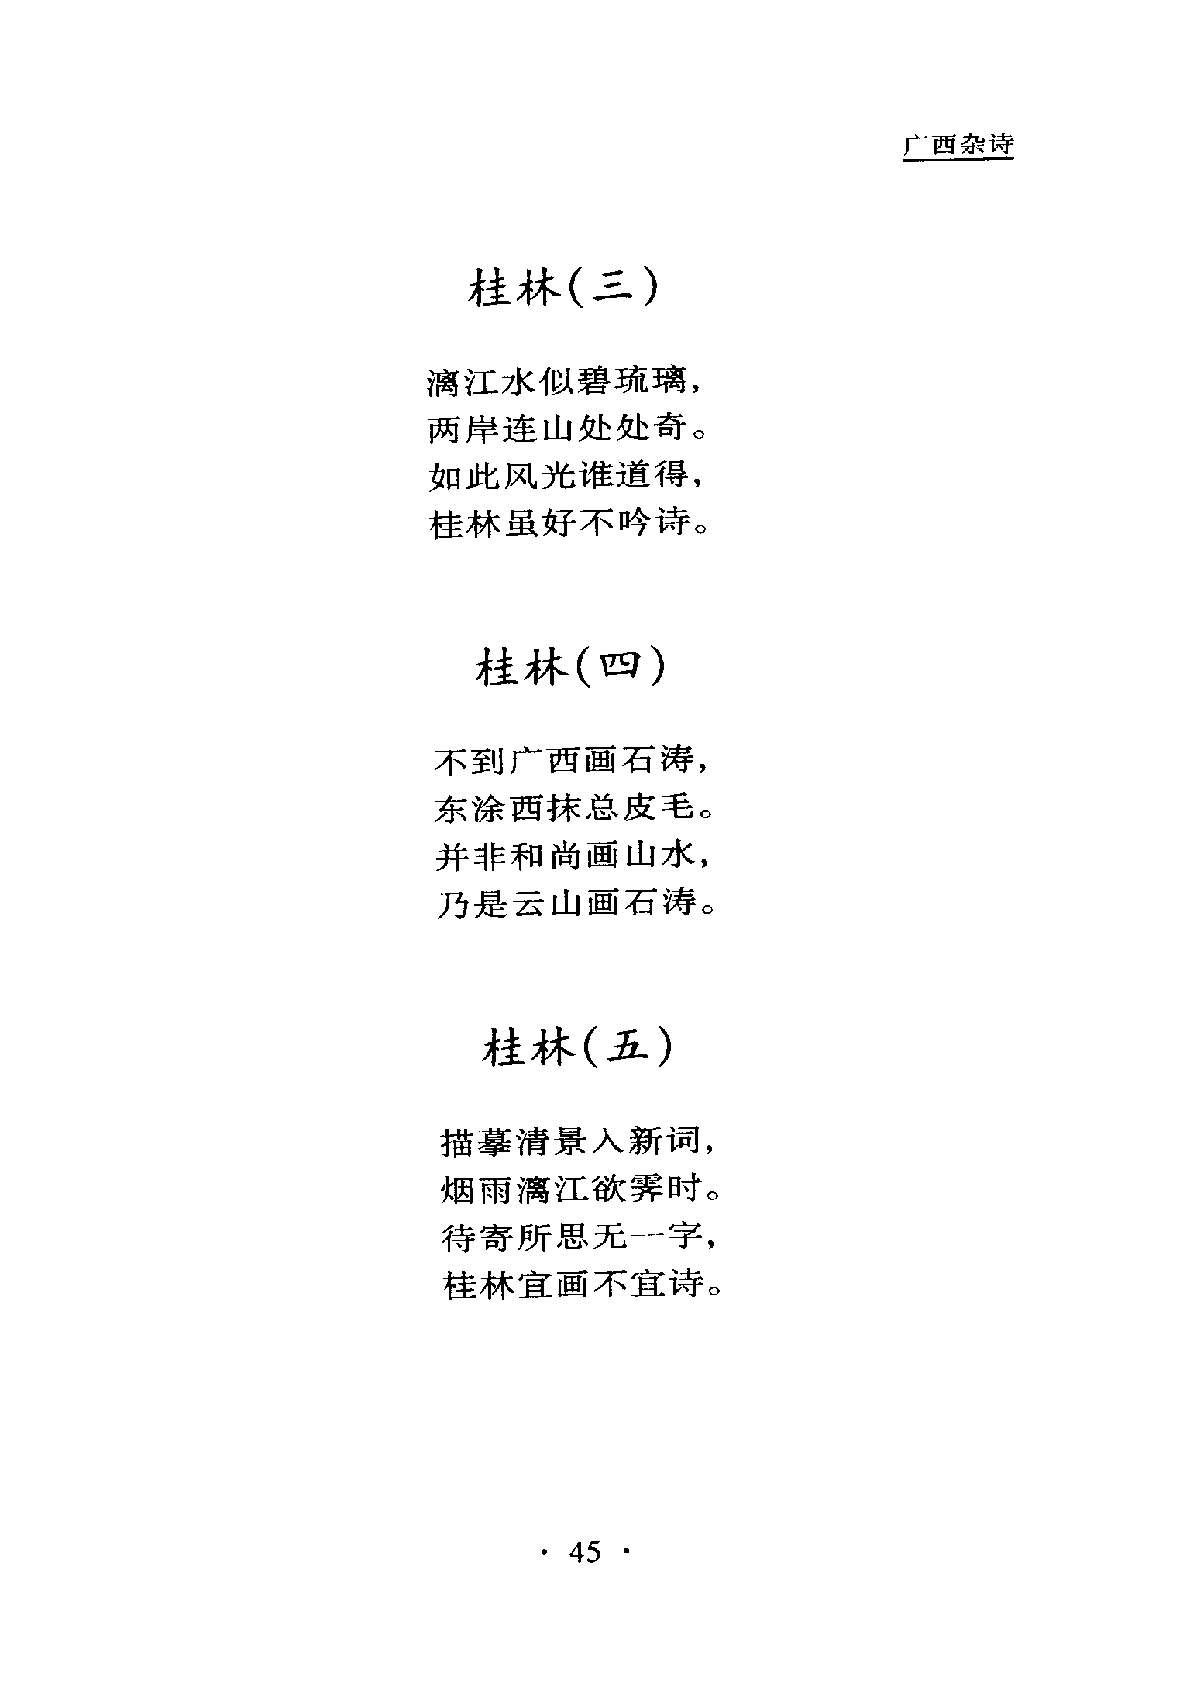 广西杂诗
桂林(三)
漓江水似碧琉璃,
两岸连山处处奇。
如此风光谁道得,
桂林虽好不吟诗。
桂林(四)
不到广西画石涛,
东涂西抹总皮毛。
并非和尚画山水,
乃是云山画石涛。
桂林(五)
描摹清景入新词,
烟雨漓江欲霁时。
待寄所思无一字,
桂林宜画不宜诗。
· 45 ·